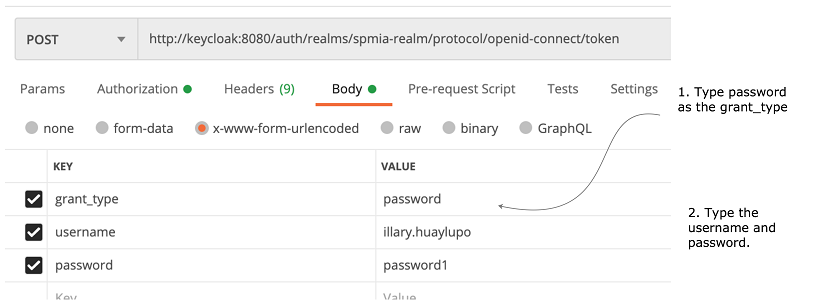 POST http://keycloak:8080/auth/realms/spmia-realm/protocol/openid-connect/token
Params Authorization Headers (9) Body Pre-request Script Tests Settings
none form-data x-www-form-urlencoded raw binary GraphQL
KEY VALUE
grant_type password
username illary.huaylupo
password password1
Key Value
1. Type password
as the grant_type
2. Type the
username and
password.